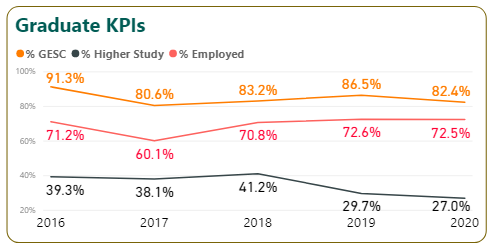 Graduate KPIs
% GESC % Higher Study % Employed
100%
91.3% 80.6% 83.2% 86.5% 82.4%
80%
71.2% 60.1% 70.8% 72.6% 72.5%
60%
40%
39.3% 38.1% 41.2% 29.7% 27.0%
20%
2016 2017 2018 2019 2020